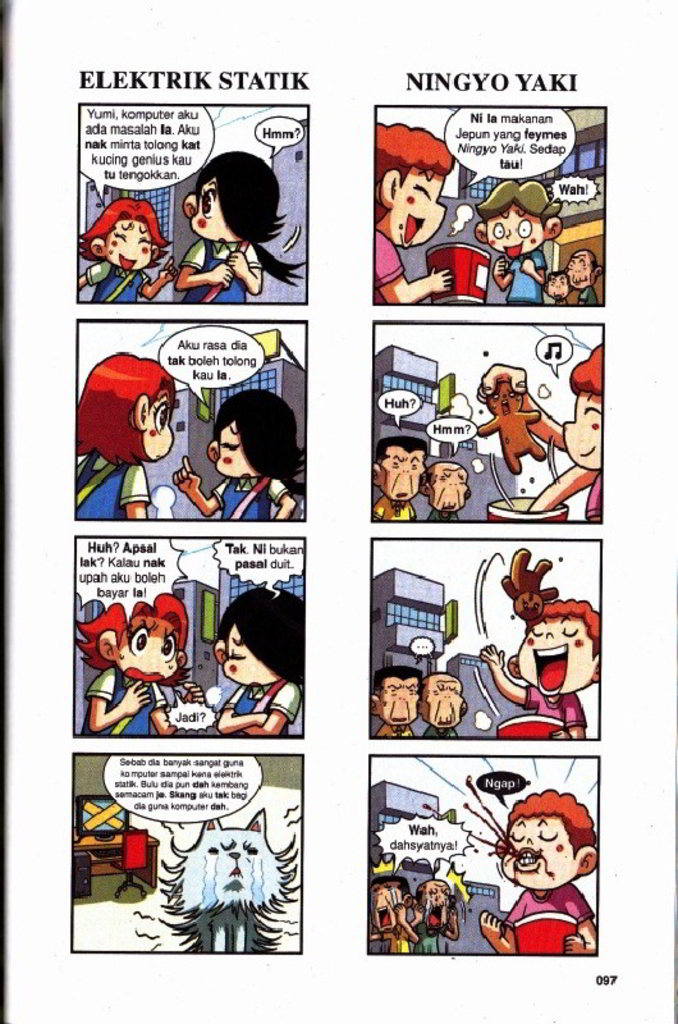 ELEKTRIK STATIK
Yumi, komputer aku
ada masalah la. Aku
nak minta tolong kat
kucing genius kau
tu tengokkan.
Hmm?
Aku rasa dia
tak boleh tolong
kau la.
Huh? Apsal
lak? Kalau nak
upah aku boleh
bayar la!
Tak. Ni bukan
pasal duit.
Jadi?
Sebab dia banyak sangat guna
komputer sampai kena elektrik
statik. Bulu dia pun dah kembang
semacam je. Skang aku tak bagi
dia guna komputer dah.
NINGYO YAKI
Ni la makanan
Jepun yang feymes
Ningyo Yaki. Sedap
tau!
Wah!
Huh?
Hmm?
...
Ngap!
Wah,
dahsyatnya!
097